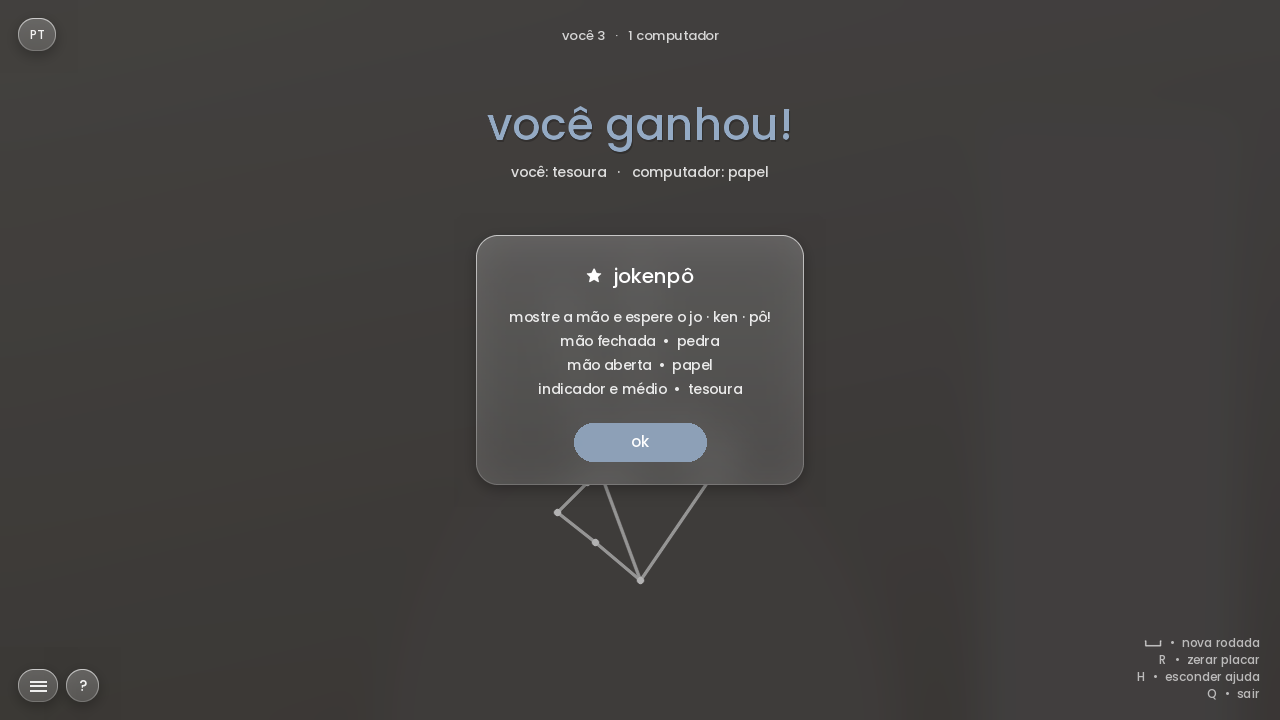 PT
você 3 · 1 computador
você ganhou!
você: tesoura · computador: papel
jokenpô
mostre a mão e espere o jo · ken · pô!
mão fechada • pedra
mão aberta • papel
indicador e médio • tesoura
ok
?
• nova rodada
R • zerar placar
H • esconder ajuda
Q • sair